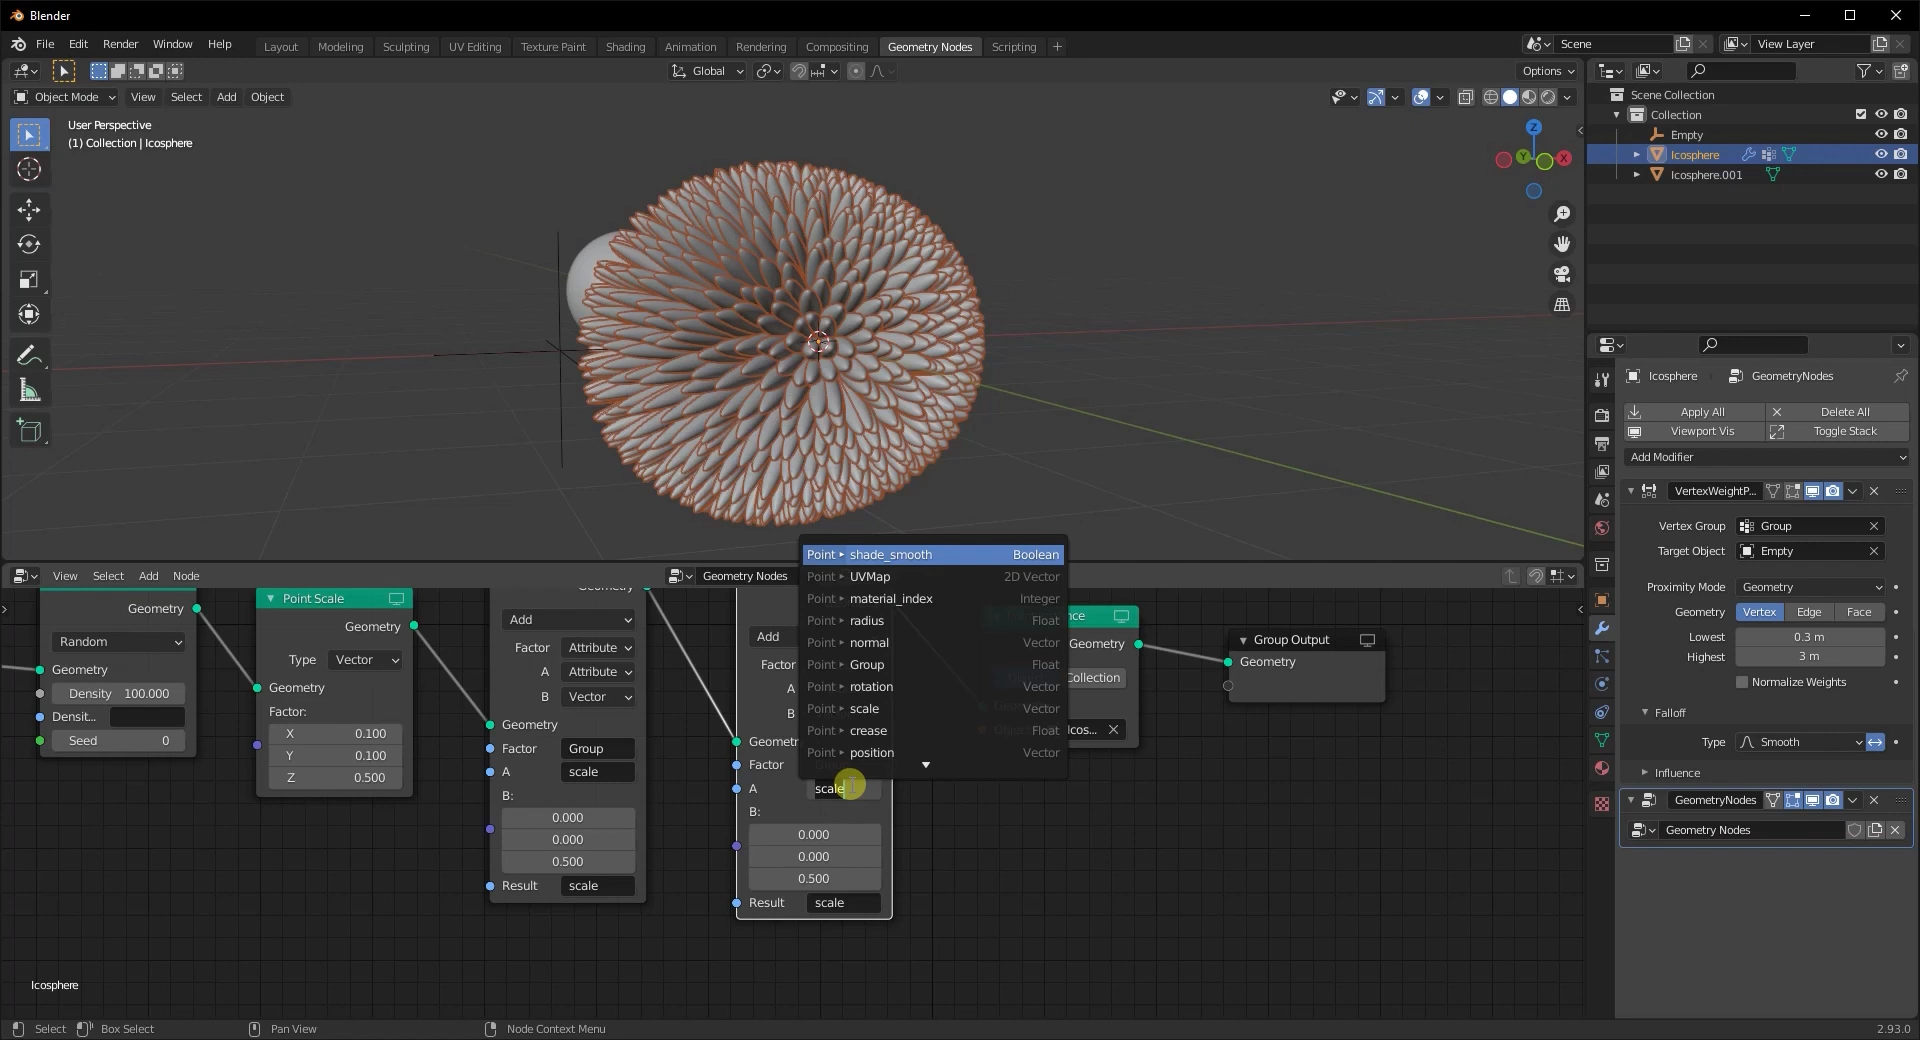 Blender
File Edit Render Window Help
Layout Modeling Sculpting UV Editing Texture Paint Shading Animation Rendering Compositing Geometry Nodes Scripting +
Scene View Layer
Global Options
Object Mode View Select Add Object
User Perspective
(1) Collection | Icosphere
Z
Y X
Scene Collection
Collection
Empty
Icosphere
Icosphere.001
Icosphere GeometryNodes
Apply All Delete All
Viewport Vis Toggle Stack
Add Modifier
VertexWeightP...
Vertex Group Group
Target Object Empty
Proximity Mode Geometry
Geometry Vertex Edge Face
Lowest 0.3 m
Highest 3 m
Normalize Weights
Falloff
Type Smooth
Influence
GeometryNodes
Geometry Nodes
View Select Add Node Geometry Nodes
Geometry
Random
Geometry
Density 100.000
Densit...
Seed 0
Point Scale
Geometry
Type Vector
Geometry
Factor:
X 0.100
Y 0.100
Z 0.500
Add
Factor Attribute
A Attribute
B Vector
Geometry
Factor Group
A scale
B:
0.000
0.000
0.500
Result scale
Add
Factor
A
B
Geometr
Factor
A scale
B:
0.000
0.000
0.500
Result scale
Point shade_smooth Boolean
Point UVMap 2D Vector
Point material_index Integer
Point radius Float
Point normal Vector
Point Group Float
Point rotation Vector
Point scale Vector
Point crease Float
Point position Vector
ce
Geometry
Collection
Icos...
Group Output
Geometry
Icosphere
Select Box Select Pan View Node Context Menu 2.93.0